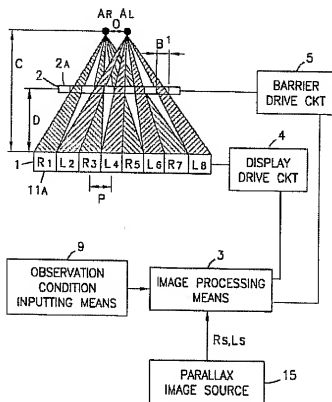 AR AL
O
C
2
2A
B
1
5
D
BARRIER
DRIVE CKT
4
1
R1 L2 R3 L4 R5 L6 R7 L8
DISPLAY
DRIVE CKT
11A
P
9
3
OBSERVATION
CONDITION
INPUTTING MEANS
IMAGE PROCESSING
MEANS
Rs,Ls
15
PARALLAX
IMAGE SOURCE